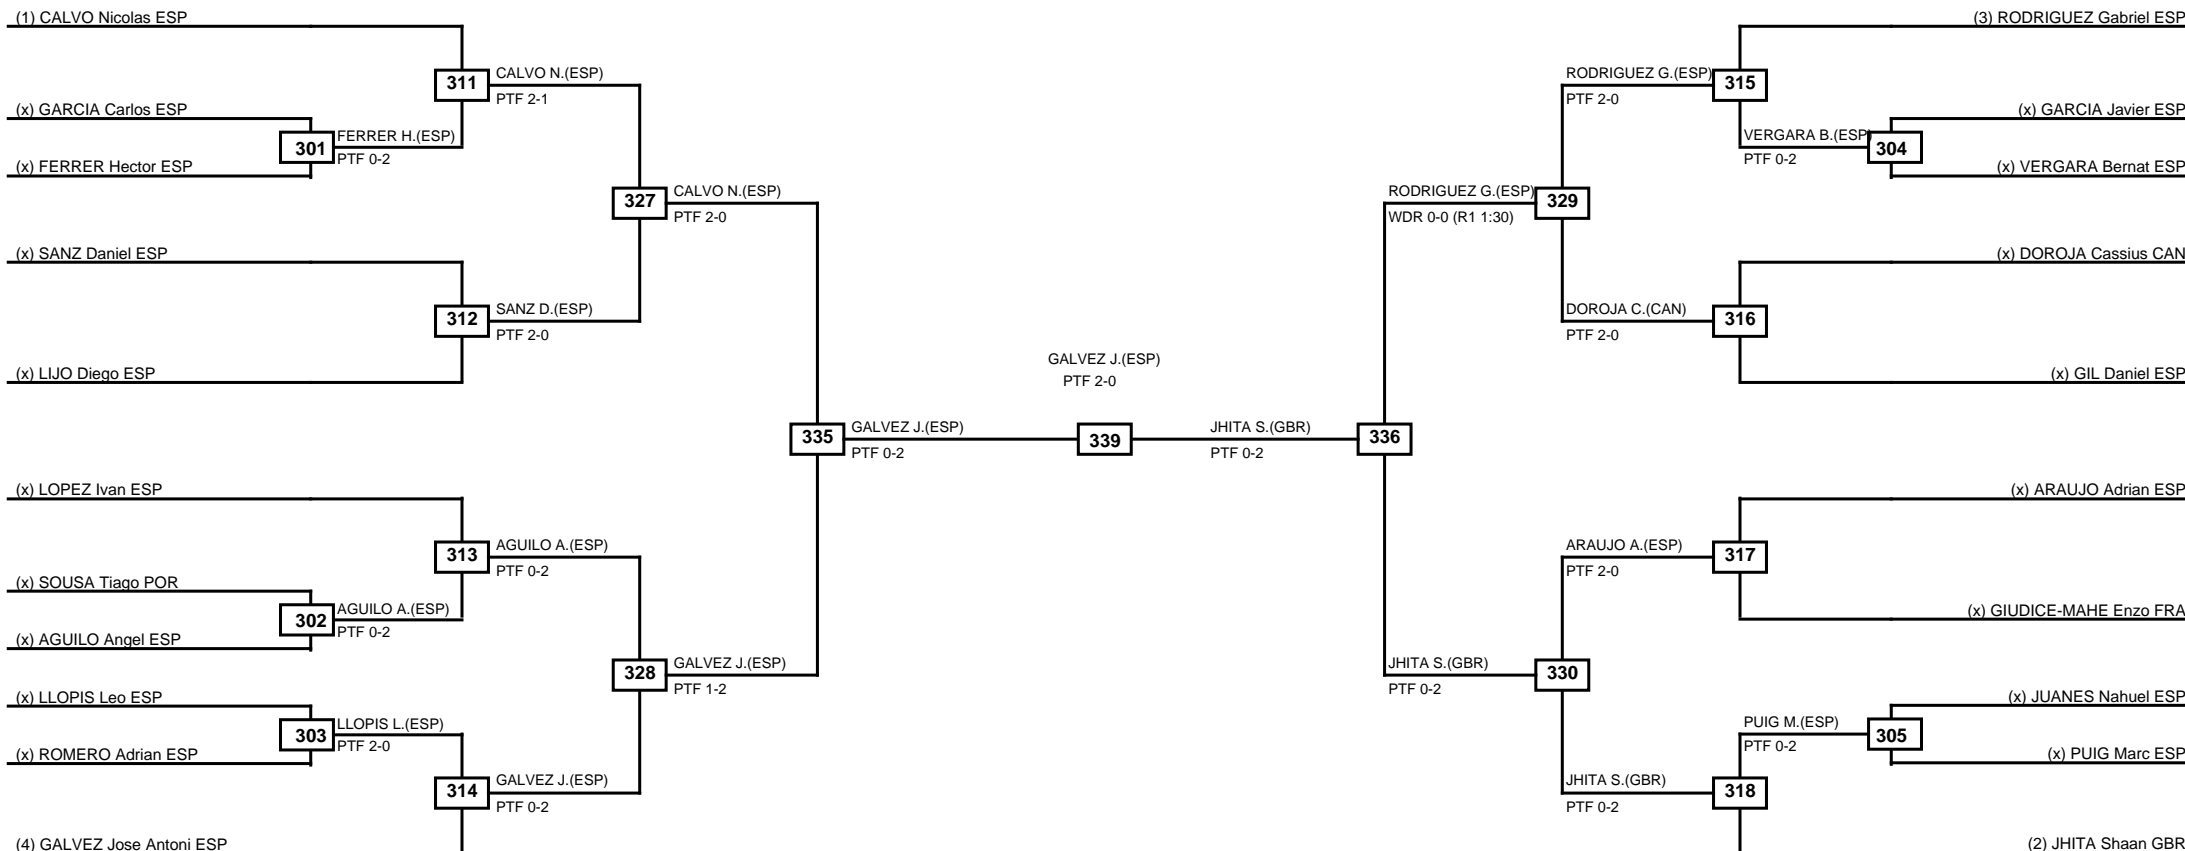 (1) CALVO Nicolas ESP
(x) GARCIA Carlos ESP
(x) FERRER Hector ESP
(x) SANZ Daniel ESP
(x) LIJO Diego ESP
(x) LOPEZ Ivan ESP
(x) SOUSA Tiago POR
(x) AGUILO Angel ESP
(x) LLOPIS Leo ESP
(x) ROMERO Adrian ESP
(4) GALVEZ Jose Antoni ESP
301
FERRER H.(ESP)
PTF 0-2
302
AGUILO A.(ESP)
PTF 0-2
303
LLOPIS L.(ESP)
PTF 2-0
311
CALVO N.(ESP)
PTF 2-1
312
SANZ D.(ESP)
PTF 2-0
313
AGUILO A.(ESP)
PTF 0-2
314
GALVEZ J.(ESP)
PTF 0-2
327
CALVO N.(ESP)
PTF 2-0
328
GALVEZ J.(ESP)
PTF 1-2
335
GALVEZ J.(ESP)
PTF 0-2
GALVEZ J.(ESP)
PTF 2-0
339
JHITA S.(GBR)
PTF 0-2
336
RODRIGUEZ G.(ESP)
WDR 0-0 (R1 1:30)
329
JHITA S.(GBR)
PTF 0-2
330
RODRIGUEZ G.(ESP)
PTF 2-0
315
DOROJA C.(CAN)
PTF 2-0
316
ARAUJO A.(ESP)
PTF 2-0
317
JHITA S.(GBR)
PTF 0-2
318
VERGARA B.(ESP)
PTF 0-2
304
PUIG M.(ESP)
PTF 0-2
305
(3) RODRIGUEZ Gabriel ESP
(x) GARCIA Javier ESP
(x) VERGARA Bernat ESP
(x) DOROJA Cassius CAN
(x) GIL Daniel ESP
(x) ARAUJO Adrian ESP
(x) GIUDICE-MAHE Enzo FRA
(x) JUANES Nahuel ESP
(x) PUIG Marc ESP
(2) JHITA Shaan GBR